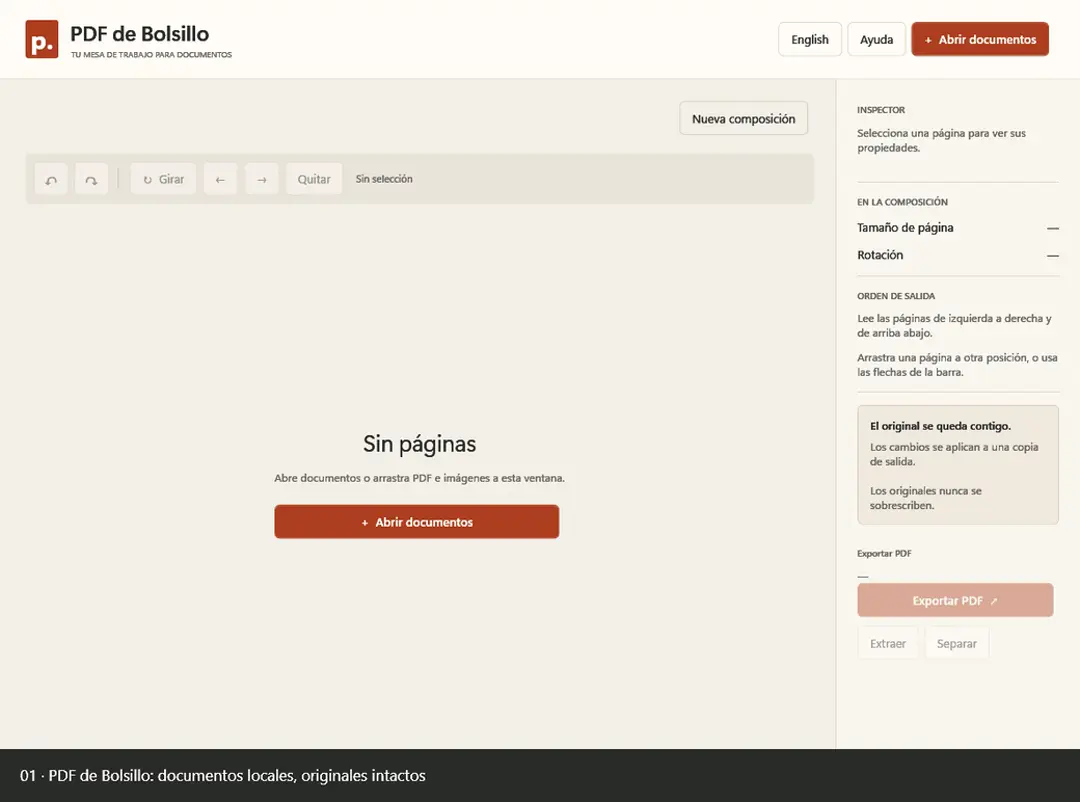 p.
PDF de Bolsillo
TU MESA DE TRABAJO PARA DOCUMENTOS
English
Ayuda
+ Abrir documentos
Nueva composición
↶
↷
↻ Girar
←
→
Quitar
Sin selección
Sin páginas
Abre documentos o arrastra PDF e imágenes a esta ventana.
+ Abrir documentos
INSPECTOR
Selecciona una página para ver sus
propiedades.
EN LA COMPOSICIÓN
Tamaño de página —
Rotación —
ORDEN DE SALIDA
Lee las páginas de izquierda a derecha y
de arriba abajo.
Arrastra una página a otra posición, o usa
las flechas de la barra.
El original se queda contigo.
Los cambios se aplican a una copia
de salida.
Los originales nunca se
sobrescriben.
Exportar PDF
—
Exportar PDF ↗
Extraer
Separar
01 · PDF de Bolsillo: documentos locales, originales intactos